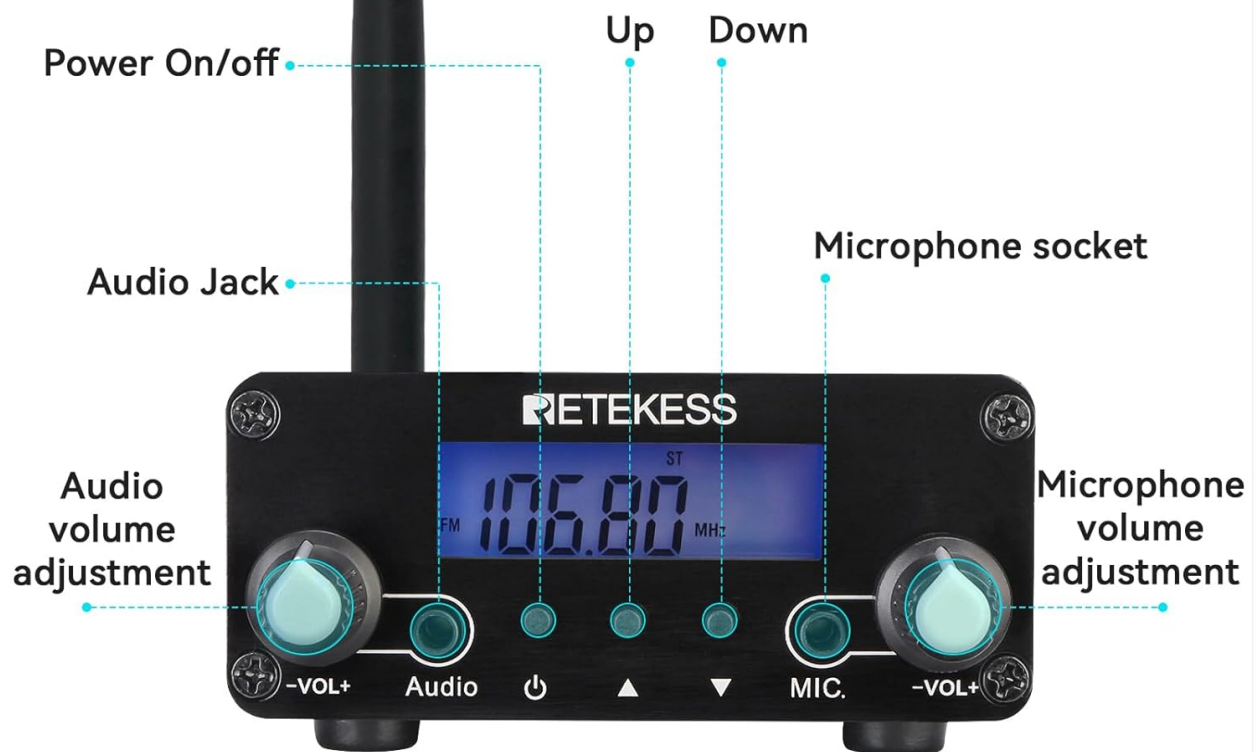 Up Down
Power On/off
Microphone socket
Audio Jack
RETEKESS
ST
FM 106.80 MHz
Audio
volume
adjustment
Microphone
volume
adjustment
-VOL+ Audio MIC. -VOL+